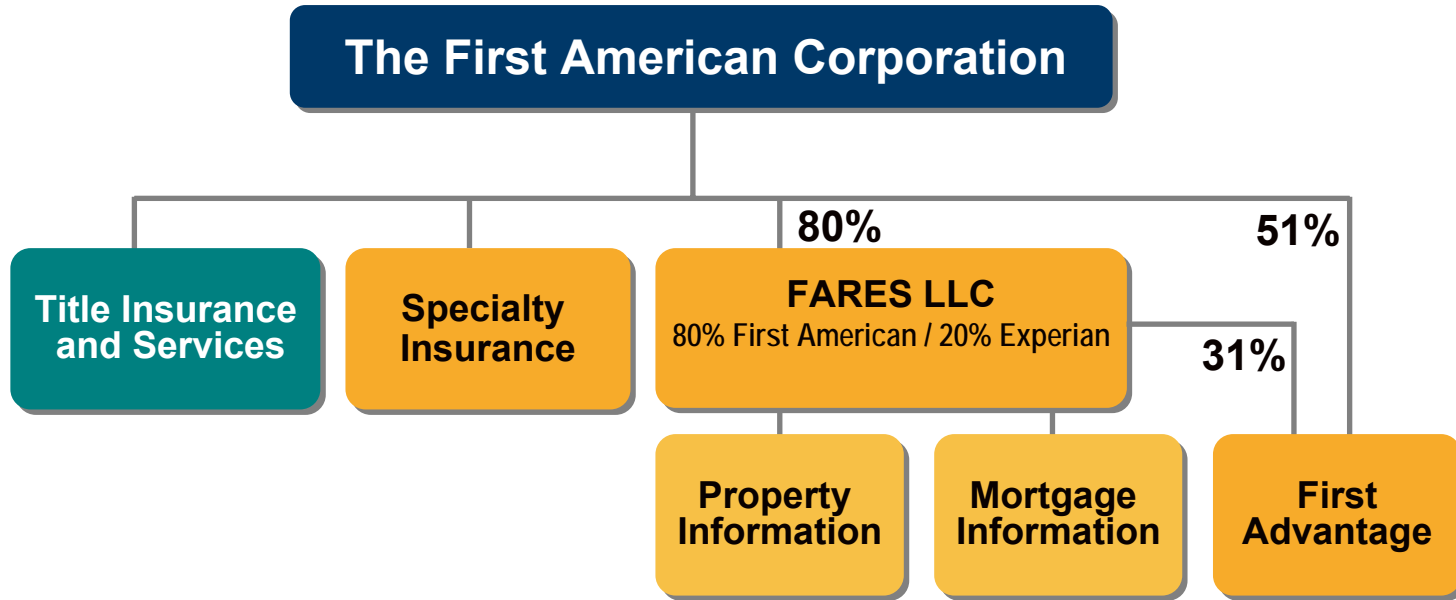 The First American Corporation
80%
51%
Title Insurance
and Services
Specialty
Insurance
FARES LLC
80% First American / 20% Experian
31%
Property
Information
Mortgage
Information
First
Advantage